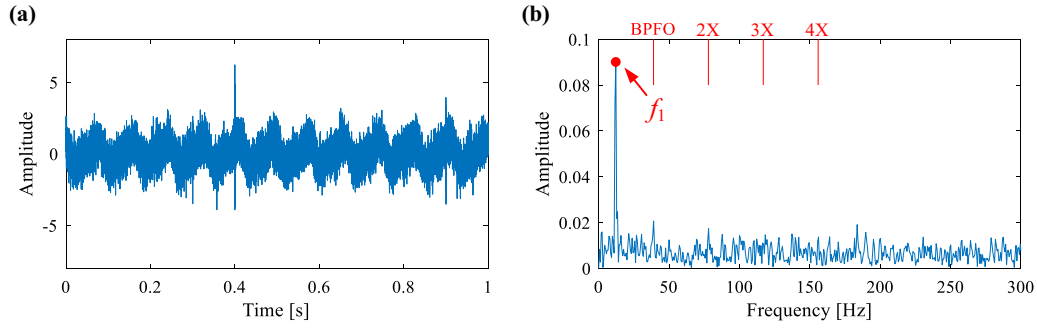 (a)
Amplitude
5
0
-5
0
0.2
0.4
0.6
0.8
1
Time [s]
(b)
BPFO 2X 3X 4X
f1
Amplitude
0.1
0.08
0.06
0.04
0.02
0
0
50
100
150
200
250
300
Frequency [Hz]